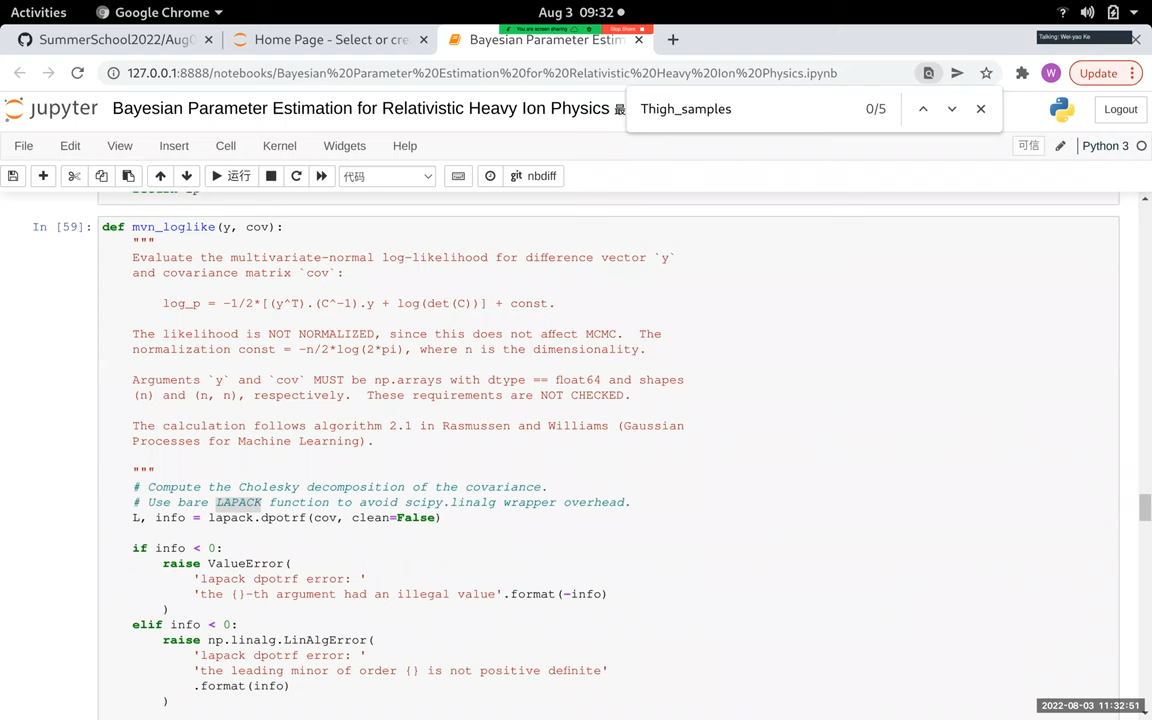 Activities
Google Chrome
Aug 3 09:32
You are screen sharing
Stop Share
SummerSchool2022/Aug0
Home Page - Select or cre
Bayesian Parameter Estim
Talking: Wei-yao Ke
127.0.0.1:8888/notebooks/Bayesian%20Parameter%20Estimation%20for%20Relativistic%20Heavy%20Ion%20Physics.ipynb
W
Update
jupyter
Bayesian Parameter Estimation for Relativistic Heavy Ion Physics 最
Thigh_samples
0/5
Logout
File
Edit
View
Insert
Cell
Kernel
Widgets
Help
可信
Python 3
运行
代码
git nbdiff
In [59]:
def mvn_loglike(y, cov):
"""
Evaluate the multivariate-normal log-likelihood for difference vector `y`
and covariance matrix `cov`:
log_p = -1/2*[(y^T).(C^-1).y + log(det(C))] + const.
The likelihood is NOT NORMALIZED, since this does not affect MCMC.  The
normalization const = -n/2*log(2*pi), where n is the dimensionality.
Arguments `y` and `cov` MUST be np.arrays with dtype == float64 and shapes
(n) and (n, n), respectively.  These requirements are NOT CHECKED.
The calculation follows algorithm 2.1 in Rasmussen and Williams (Gaussian
Processes for Machine Learning).
"""
# Compute the Cholesky decomposition of the covariance.
# Use bare LAPACK function to avoid scipy.linalg wrapper overhead.
L, info = lapack.dpotrf(cov, clean=False)
if info < 0:
raise ValueError(
'lapack dpotrf error: '
'the {}-th argument had an illegal value'.format(-info)
)
elif info < 0:
raise np.linalg.LinAlgError(
'lapack dpotrf error: '
'the leading minor of order {} is not positive definite'
.format(info)
)
2022-08-03 11:32:51